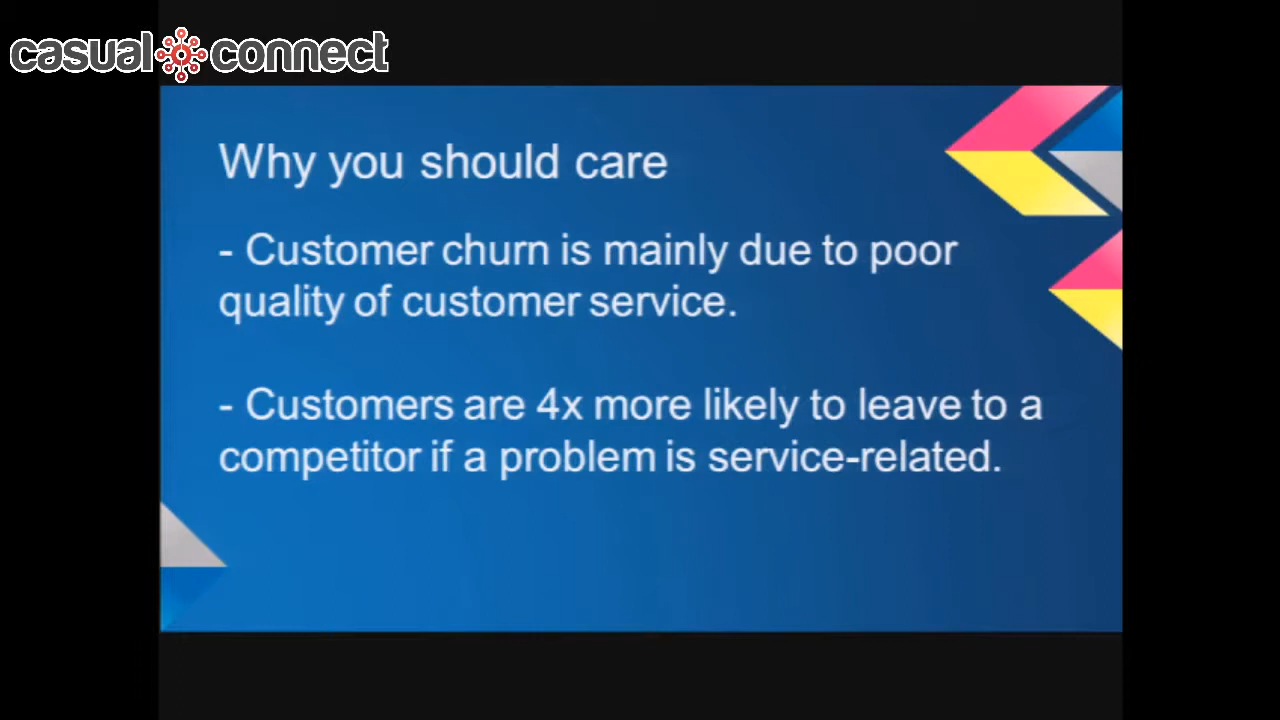 casual connect
Why you should care
- Customer churn is mainly due to poor
quality of customer service.
- Customers are 4x more likely to leave to a
competitor if a problem is service-related.